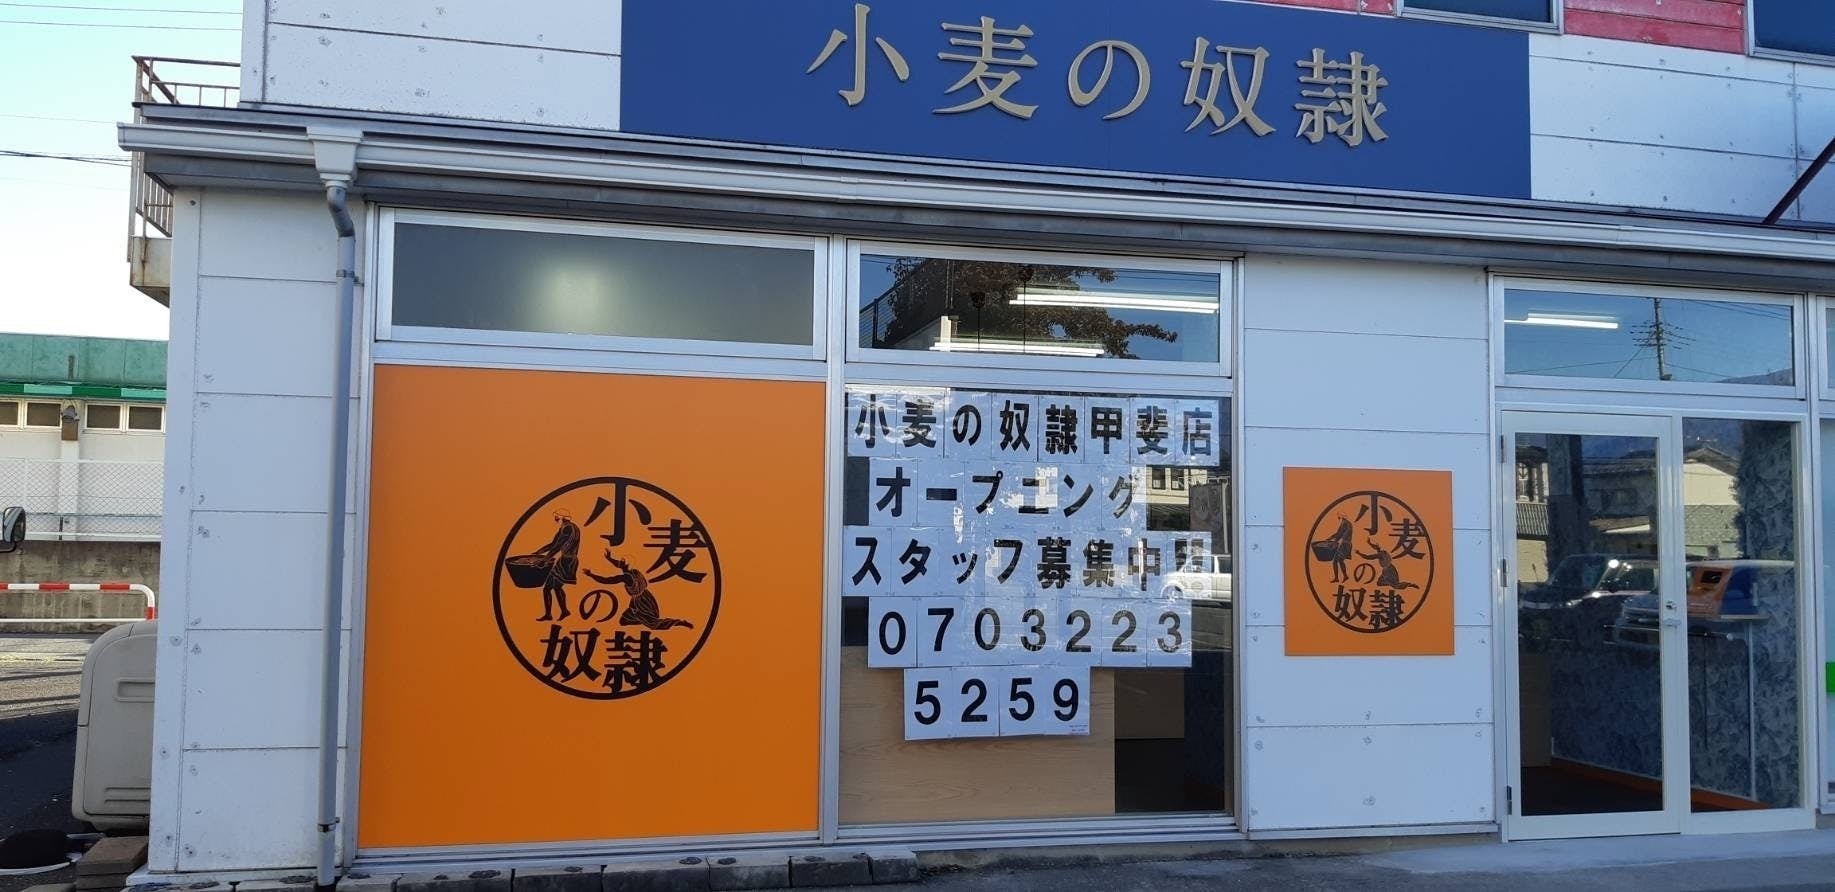 小麦の奴隷
小麦の奴隷
小麦の奴隷甲斐店
オープニング
スタッフ募集中
0703223
5259
小麦の奴隷